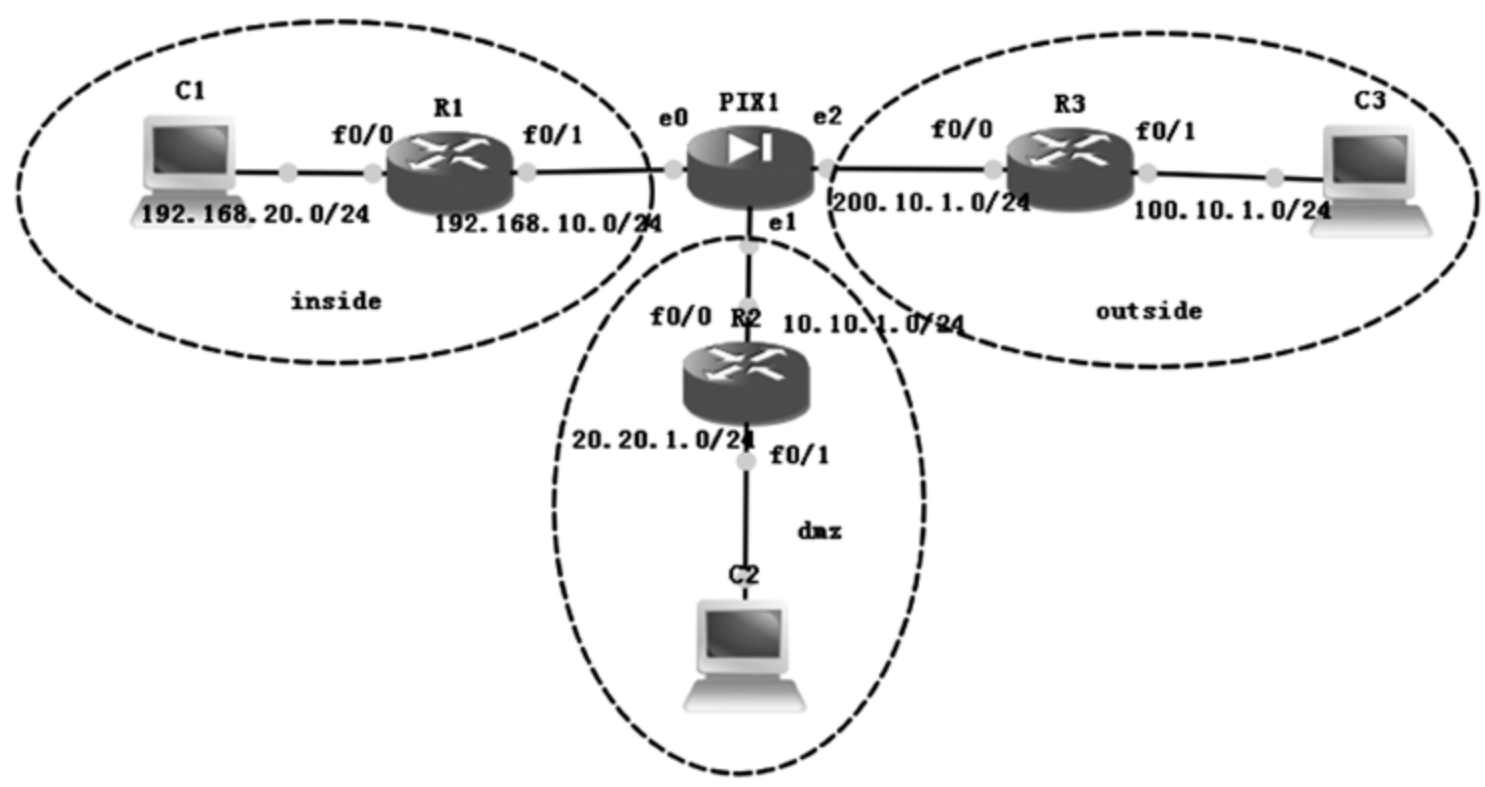 C1
R1
f0/0
f0/1
192.168.20.0/24
192.168.10.0/24
inside
PIX1
e0
e2
e1
R3
C3
f0/0
f0/1
200.10.1.0/24
100.10.1.0/24
outside
f0/0
R2
10.10.1.0/24
20.20.1.0/24
f0/1
dmz
C2